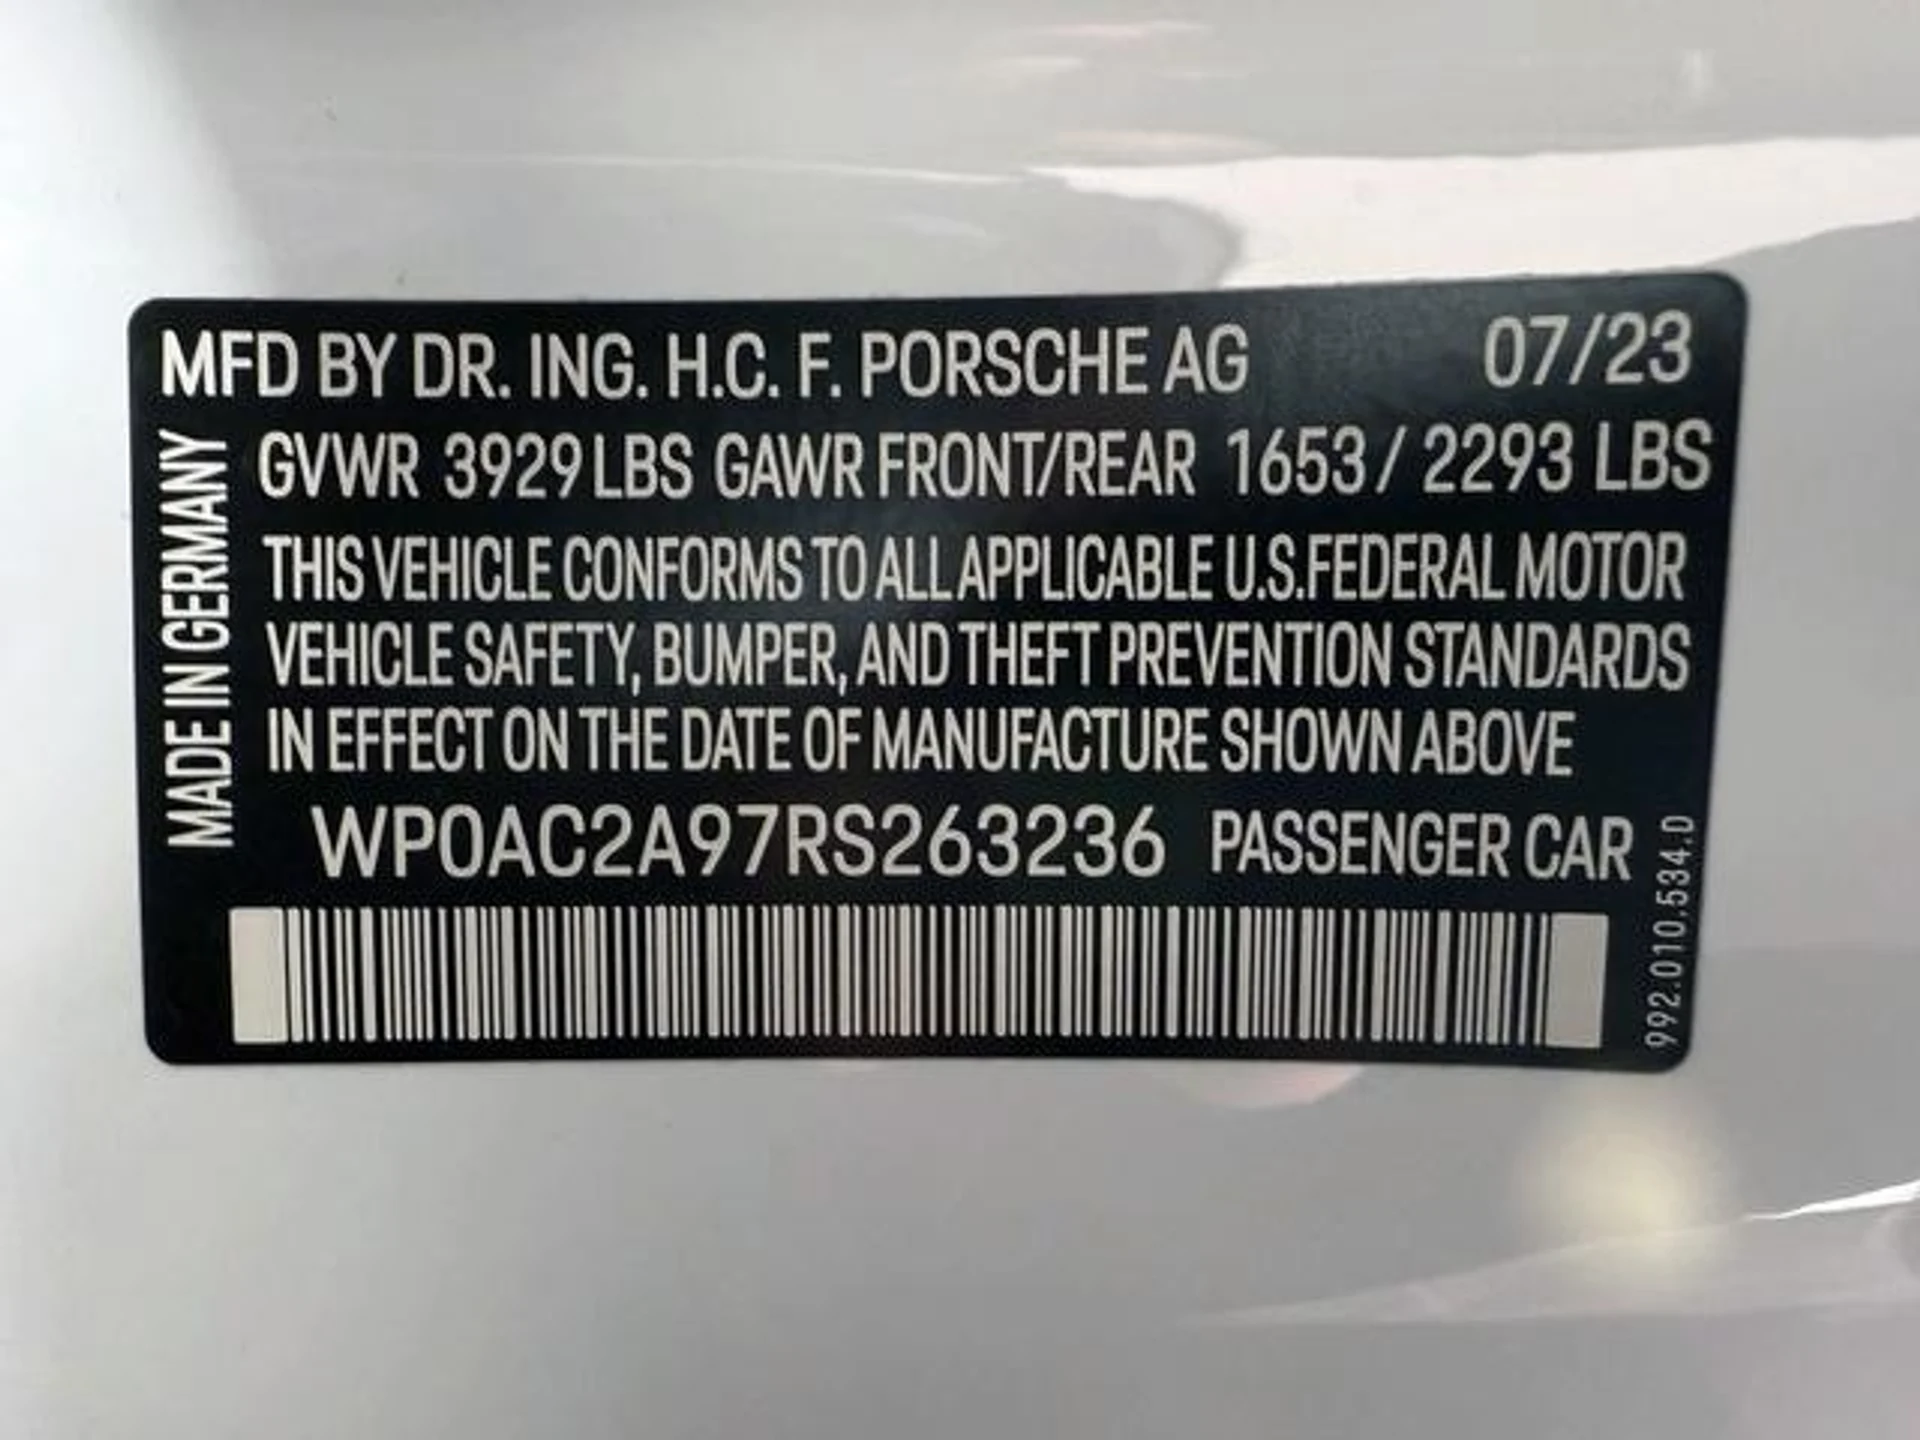 MFD BY DR. ING. H.C. F. PORSCHE AG 07/23
GVWR 3929 LBS GAWR FRONT/REAR 1653 / 2293 LBS
THIS VEHICLE CONFORMS TO ALL APPLICABLE U.S.FEDERAL MOTOR
VEHICLE SAFETY, BUMPER, AND THEFT PREVENTION STANDARDS
IN EFFECT ON THE DATE OF MANUFACTURE SHOWN ABOVE
WP0AC2A97RS263236 PASSENGER CAR
MADE IN GERMANY
992.010.534.D